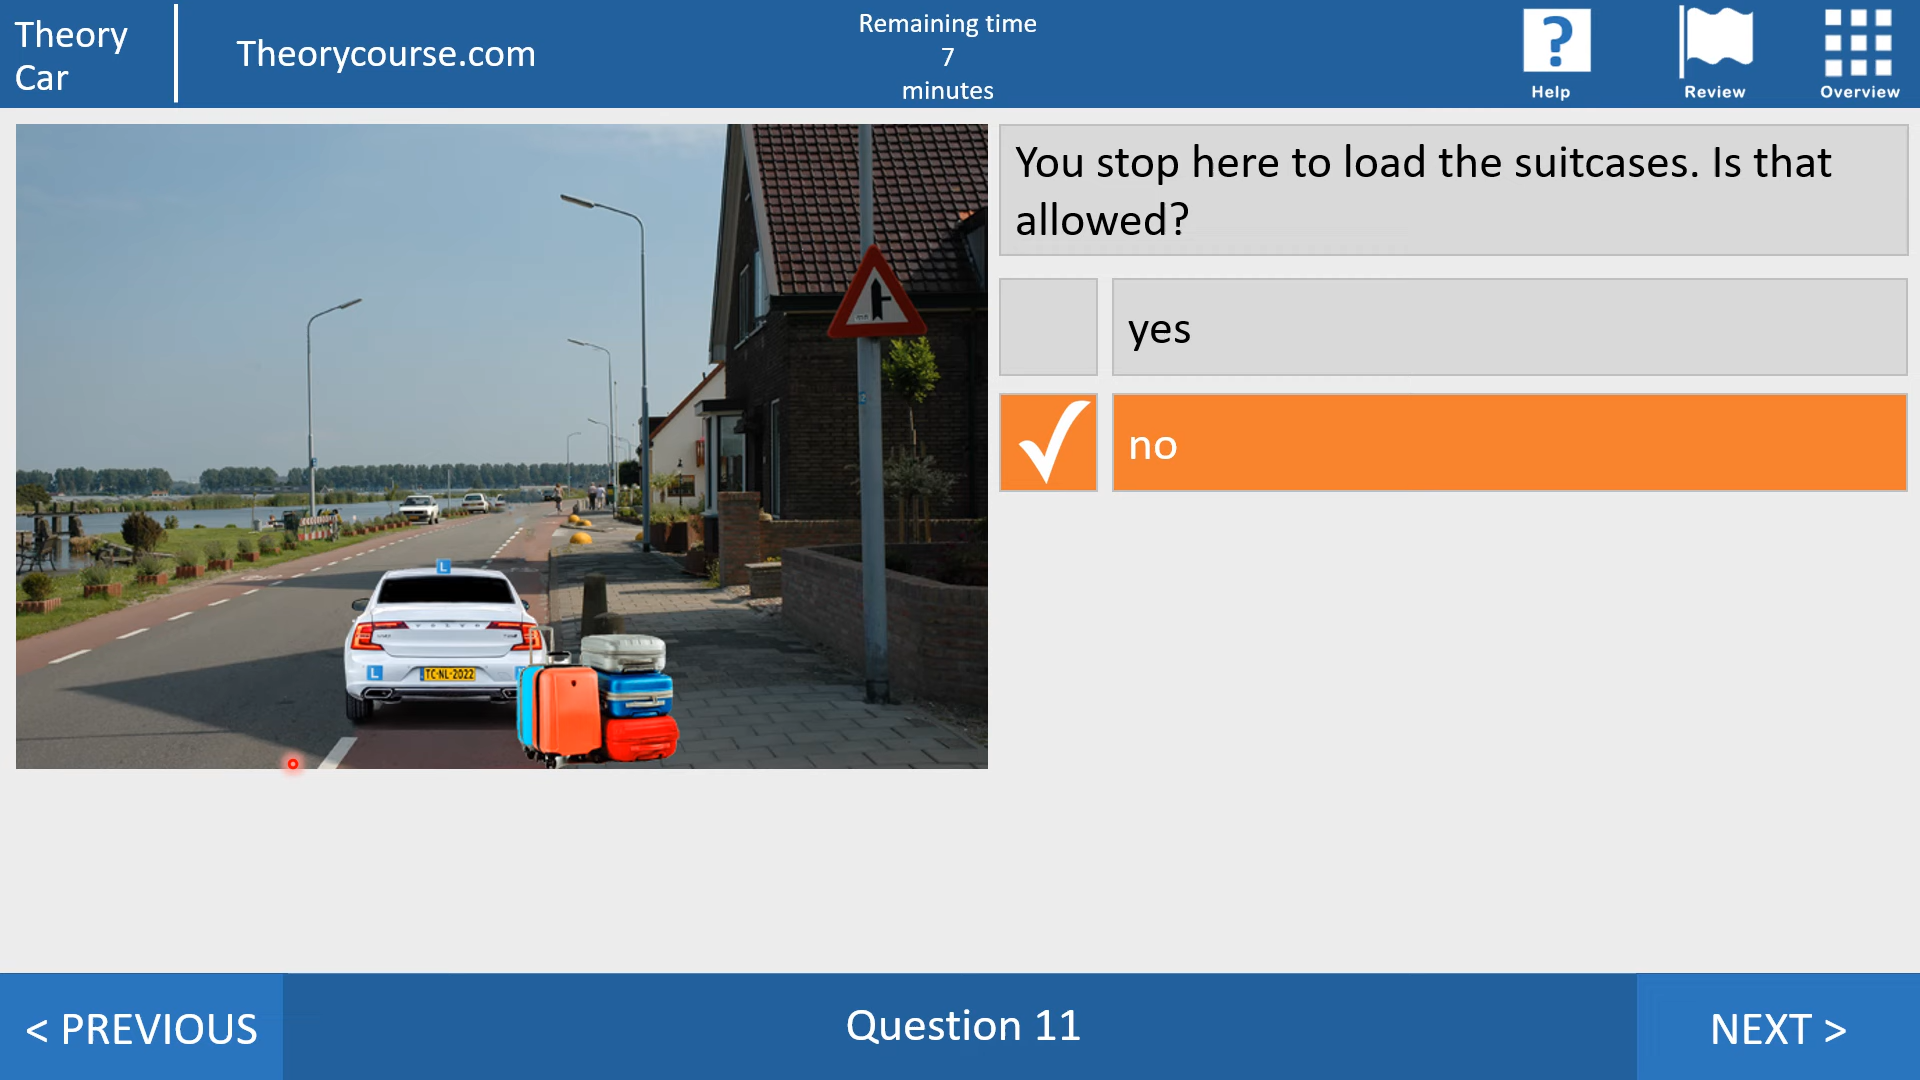 Theory
Car
Theorycourse.com
Remaining time
7
minutes
?
Help
Review
Overview
You stop here to load the suitcases. Is that
allowed?
yes
no
L
VOLVO
L
TC-NL-2022
< PREVIOUS
Question 11
NEXT >